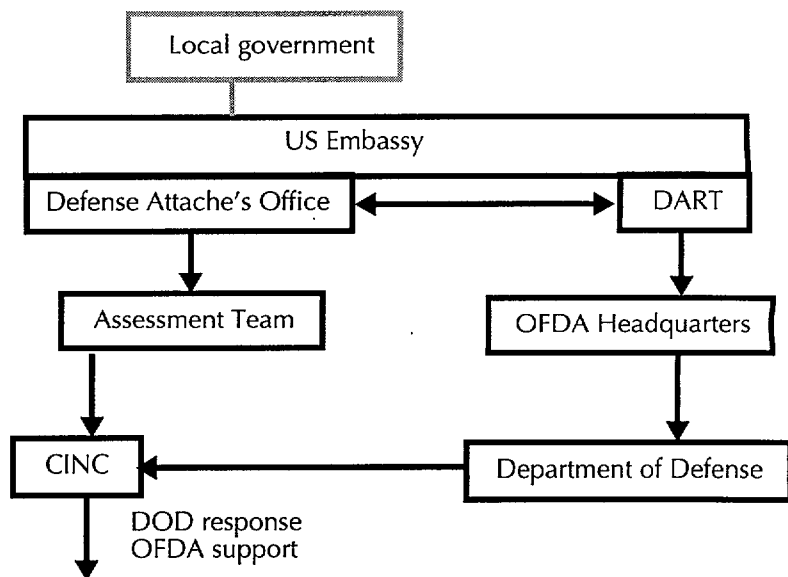 Local government
US Embassy
Defense Attache's Office
DART
Assessment Team
OFDA Headquarters
CINC
Department of Defense
DOD response
OFDA support